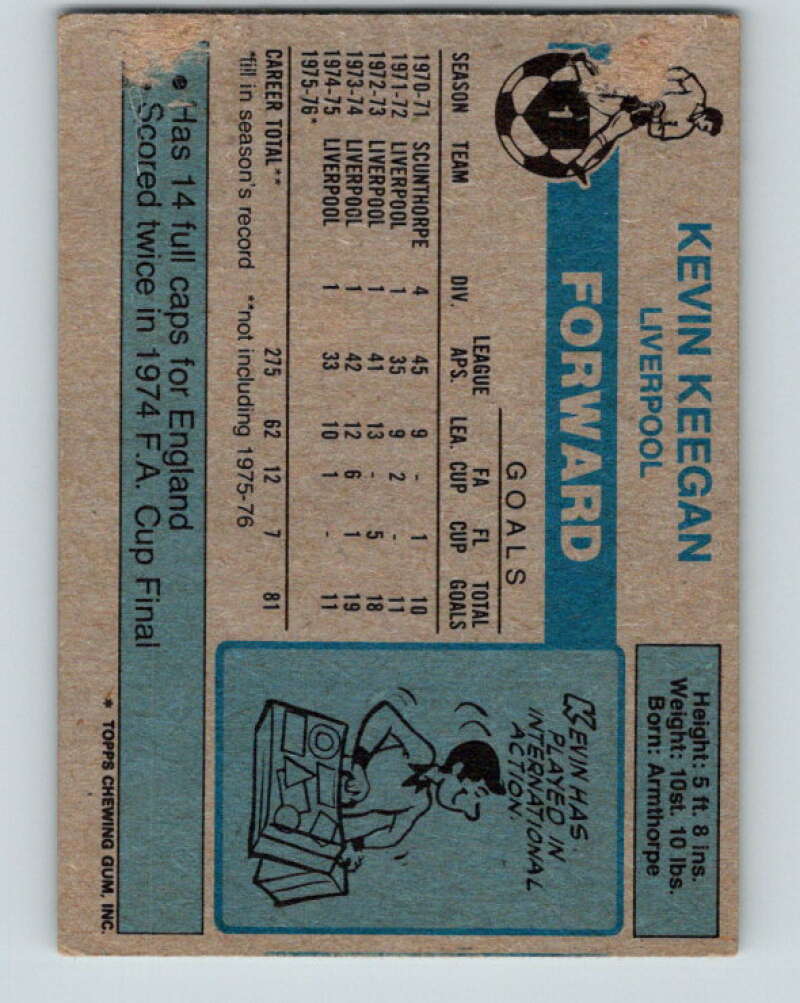 1
KEVIN KEEGAN
LIVERPOOL
Height: 5 ft. 8 ins.
Weight: 10st. 10 lbs.
Born: Armthorpe
FORWARD
GOALS
LEAGUE FA FL TOTAL
SEASON TEAM DIV. APS. LEA. CUP CUP GOALS
1970-71 SCUNTHORPE 4 45 9 - 1 10
1971-72 LIVERPOOL 1 35 9 2 - 11
1972-73 LIVERPOOL 1 41 13 - 5 18
1973-74 LIVERPOOL 1 42 12 6 1 19
1974-75 LIVERPOOL 1 33 10 1 - 11
1975-76*
CAREER TOTAL** 275 62 12 7 81
*fill in season's record **not including 1975-76
KEVIN HAS
PLAYED IN
INTERNATIONAL
ACTION.
• Has 14 full caps for England
• Scored twice in 1974 F.A. Cup Final
* TOPPS CHEWING GUM, INC.